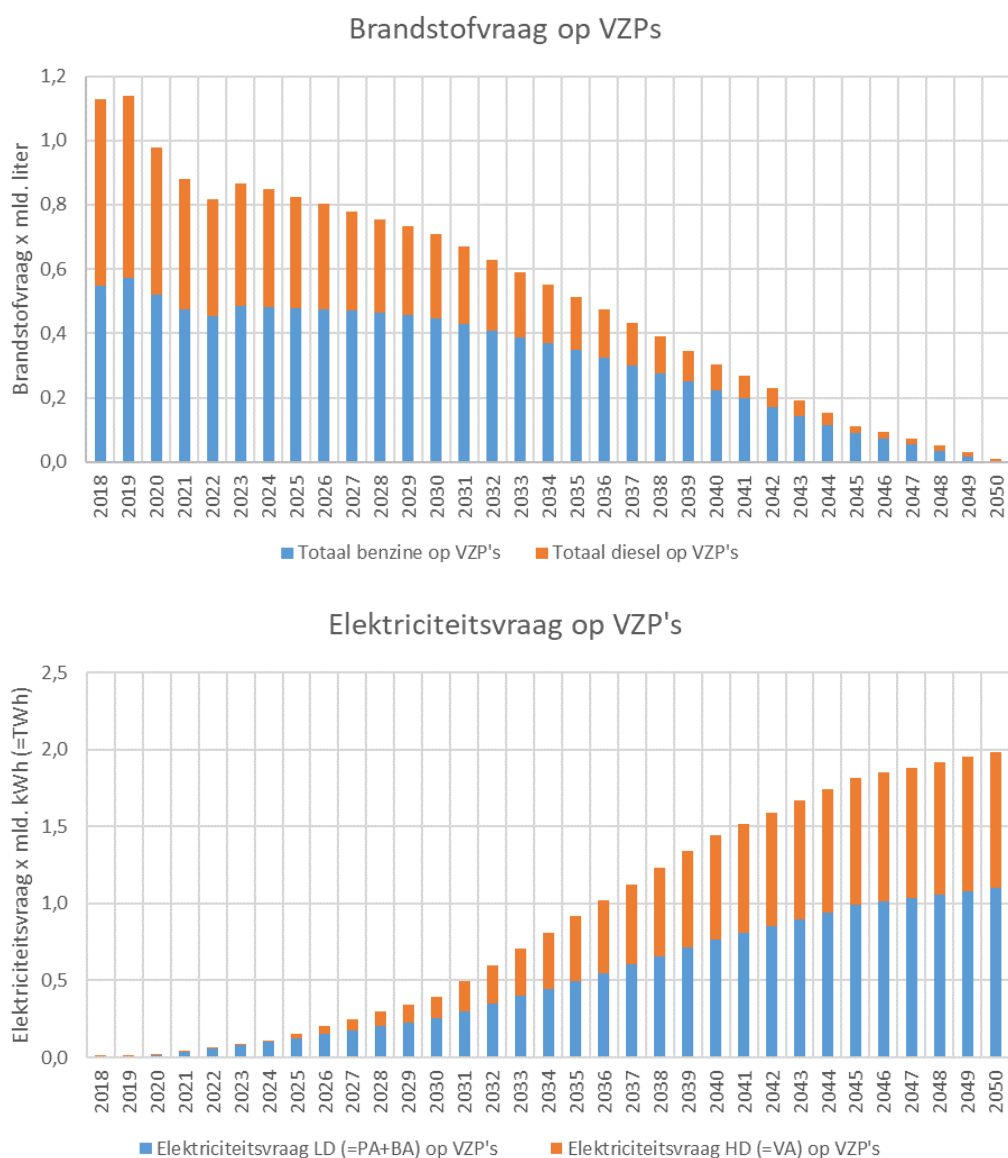 Brandstofvraag op VZPs
Brandstofvraag x mld. liter
1,2
1,0
0,8
0,6
0,4
0,2
0,0
2018 2019 2020 2021 2022 2023 2024 2025 2026 2027 2028 2029 2030 2031 2032 2033 2034 2035 2036 2037 2038 2039 2040 2041 2042 2043 2044 2045 2046 2047 2048 2049 2050
Totaal benzine op VZP's Totaal diesel op VZP's
Elektriciteitsvraag op VZP's
Elektriciteitsvraag x mld. kWh (=TWh)
2,5
2,0
1,5
1,0
0,5
0,0
2018 2019 2020 2021 2022 2023 2024 2025 2026 2027 2028 2029 2030 2031 2032 2033 2034 2035 2036 2037 2038 2039 2040 2041 2042 2043 2044 2045 2046 2047 2048 2049 2050
Elektriciteitsvraag LD (=PA+BA) op VZP's Elektriciteitsvraag HD (=VA) op VZP's